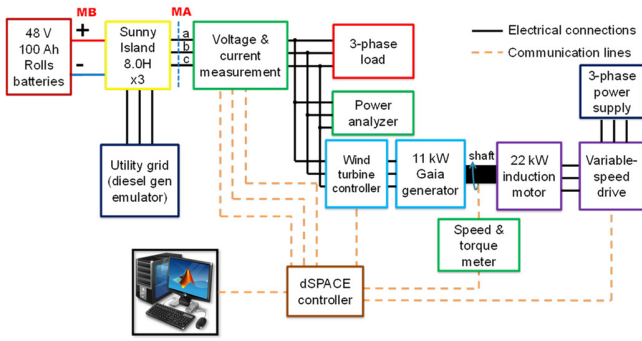 MB
MA
48 V
100 Ah
Rolls
batteries
+
-
Sunny
Island
8.0H
x3
a
b
c
Voltage &
current
measurement
3-phase
load
Electrical connections
Communication lines
Power
analyzer
3-phase
power
supply
Utility grid
(diesel gen
emulator)
Wind
turbine
controller
11 kW
Gaia
generator
shaft
22 kW
induction
motor
Variable-
speed
drive
Speed &
torque
meter
dSPACE
controller